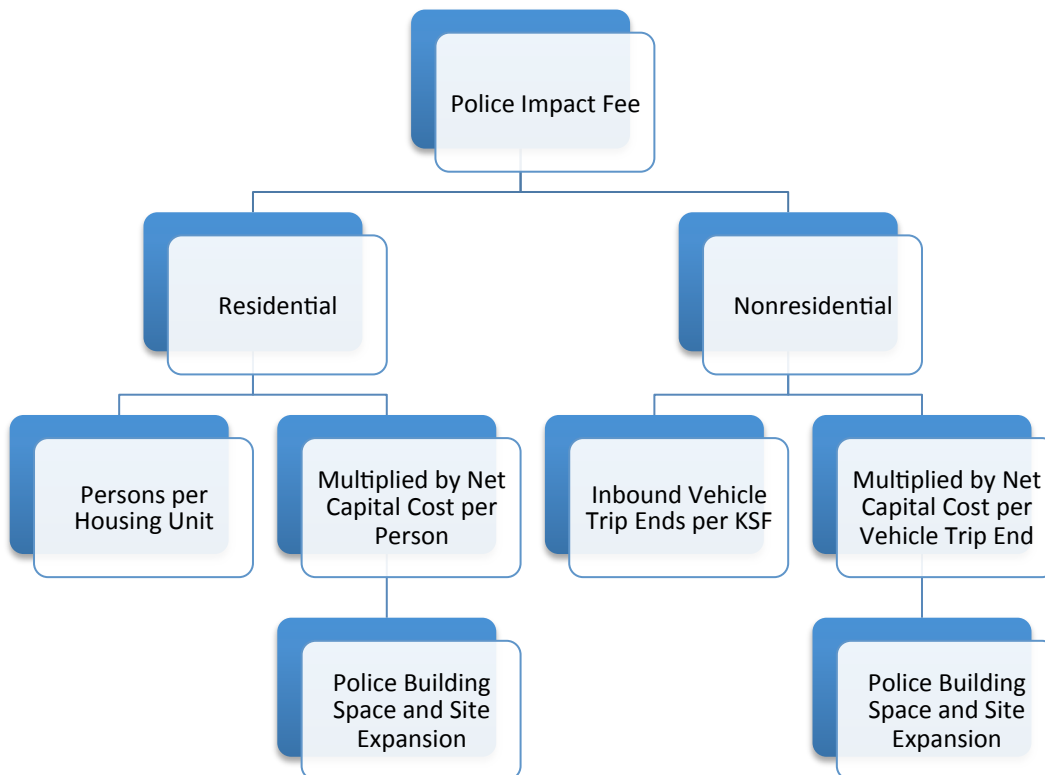 Police Impact Fee
Residential
Nonresidential
Persons per
Housing Unit
Multiplied by Net
Capital Cost per
Person
Inbound Vehicle
Trip Ends per KSF
Multiplied by Net
Capital Cost per
Vehicle Trip End
Police Building
Space and Site
Expansion
Police Building
Space and Site
Expansion